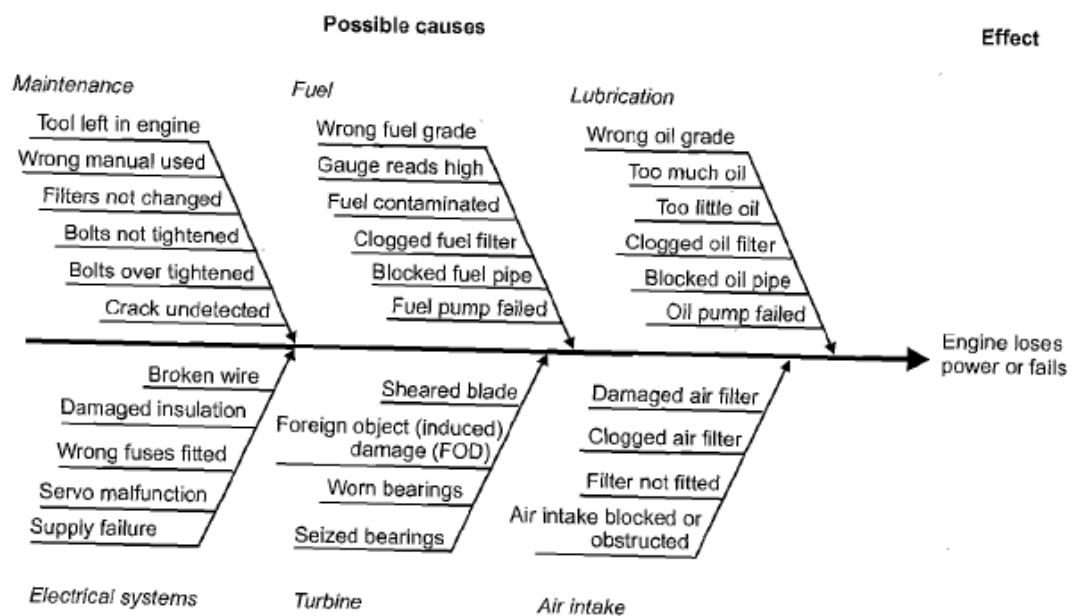 Possible causes
Effect
Maintenance
Tool left in engine
Wrong manual used
Filters not changed
Bolts not tightened
Bolts over tightened
Crack undetected
Fuel
Wrong fuel grade
Gauge reads high
Fuel contaminated
Clogged fuel filter
Blocked fuel pipe
Fuel pump failed
Lubrication
Wrong oil grade
Too much oil
Too little oil
Clogged oil filter
Blocked oil pipe
Oil pump failed
Engine loses
power or fails
Broken wire
Damaged insulation
Wrong fuses fitted
Servo malfunction
Supply failure
Electrical systems
Sheared blade
Foreign object (induced)
damage (FOD)
Worn bearings
Seized bearings
Turbine
Damaged air filter
Clogged air filter
Filter not fitted
Air intake blocked or
obstructed
Air intake